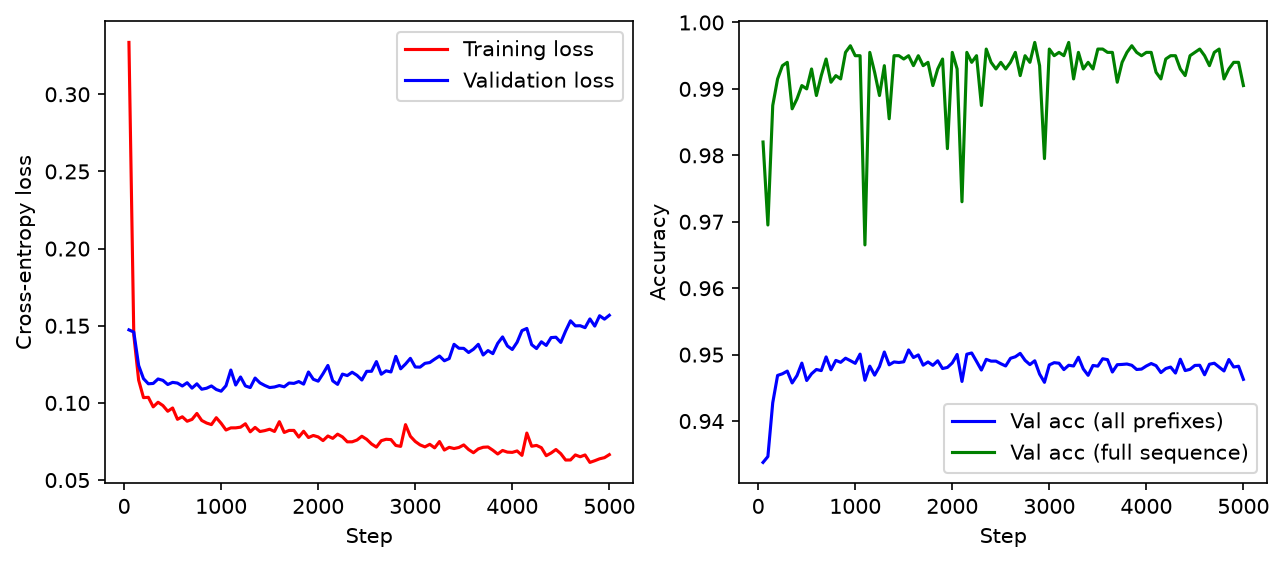 Training loss
Validation loss
Cross-entropy loss
0.30
0.25
0.20
0.15
0.10
0.05
0 1000 2000 3000 4000 5000
Step
Accuracy
1.00
0.99
0.98
0.97
0.96
0.95
0.94
Val acc (all prefixes)
Val acc (full sequence)
0 1000 2000 3000 4000 5000
Step